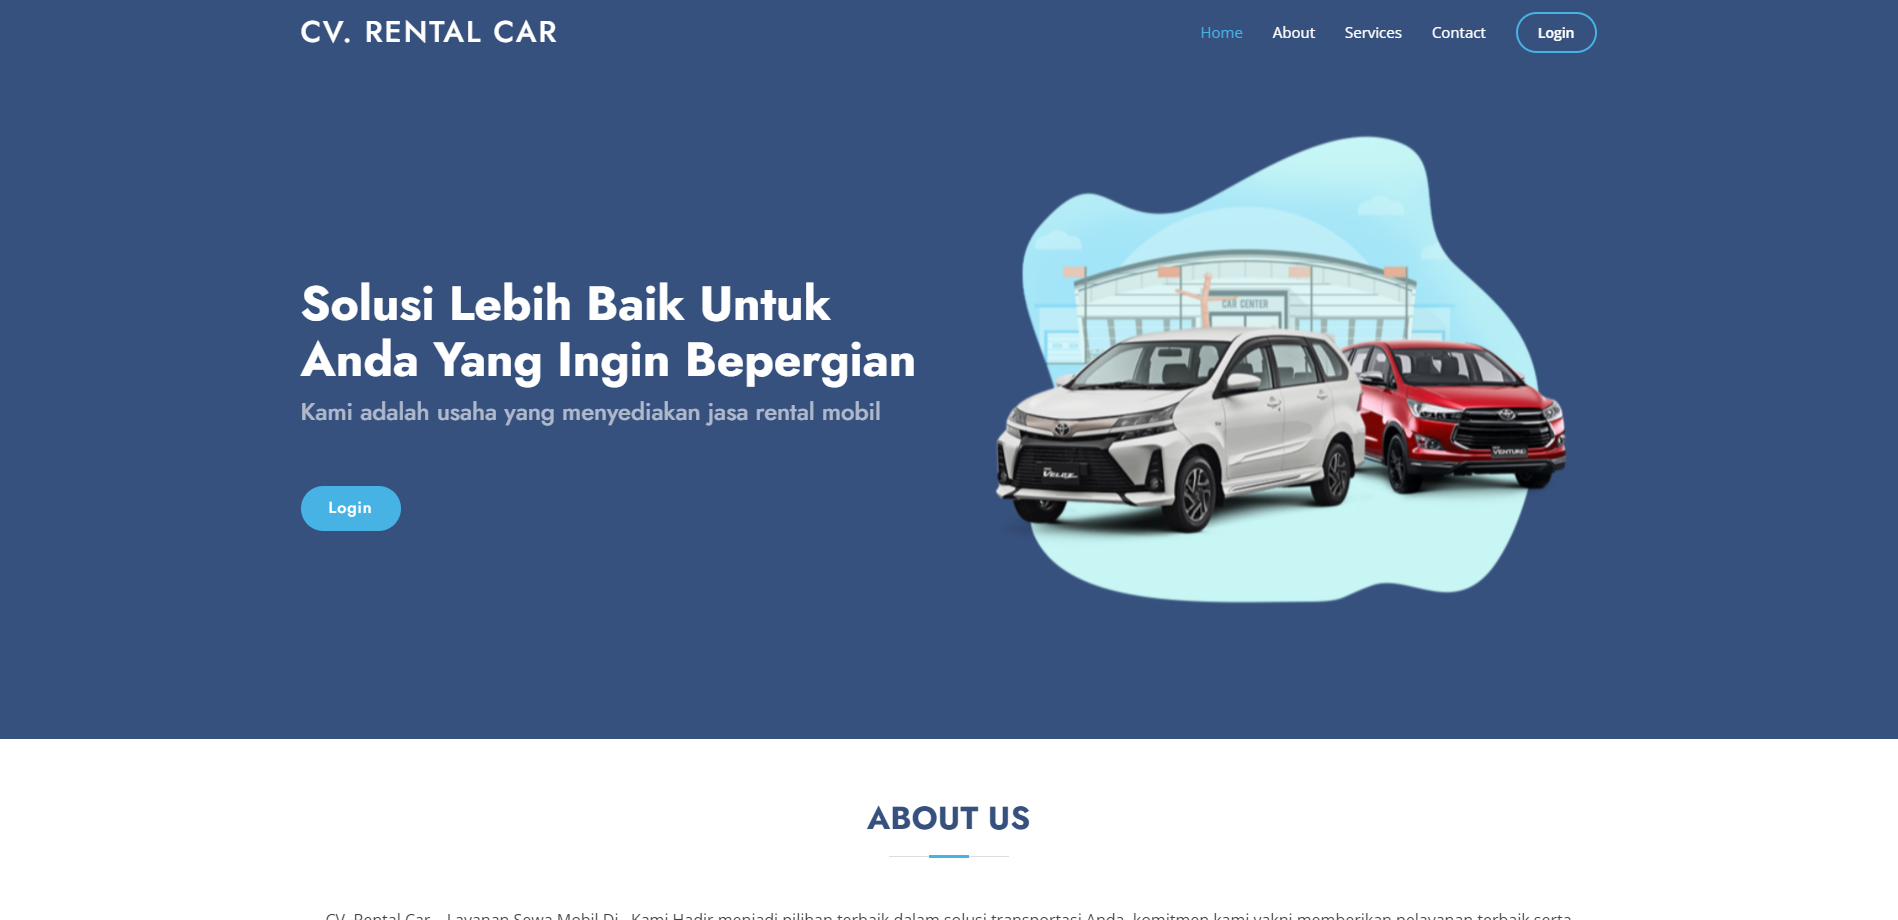 CV. RENTAL CAR
Home About Services Contact Login
Solusi Lebih Baik Untuk
Anda Yang Ingin Bepergian
Kami adalah usaha yang menyediakan jasa rental mobil
Login
CAR CENTER
VELOZ
VENTURER
ABOUT US
CV. Rental Car - Layanan Sewa Mobil Di . Kami Hadir menjadi pilihan terbaik dalam solusi transportasi Anda, komitmen kami yakni memberikan pelayanan terbaik serta